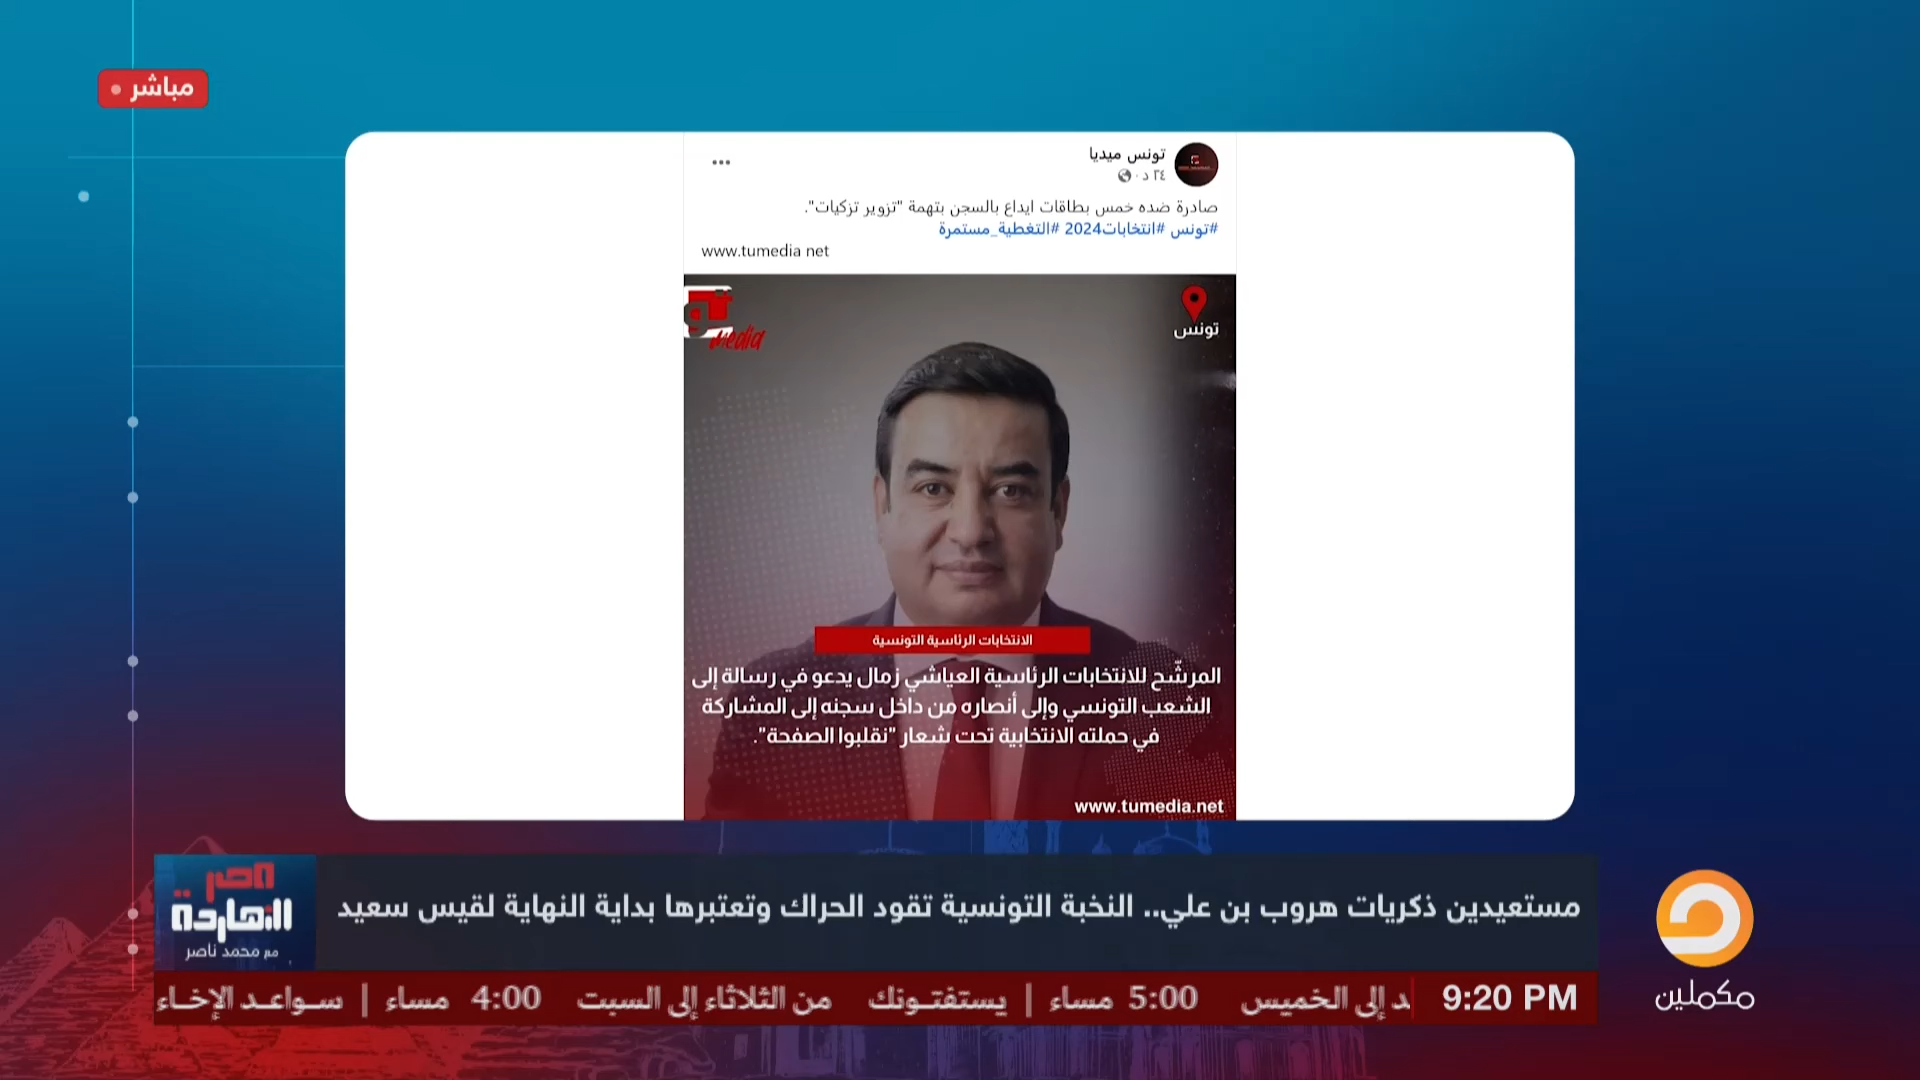 مباشر
تونس ميديا
٣٤ د
صادرة ضده خمس بطاقات ايداع بالسجن بتهمة "تزوير تزكيات".
#تونس #انتخابات2024 #التغطية_مستمرة
www.tumedia net
تو
media
تونس
الانتخابات الرئاسية التونسية
المرشّح للانتخابات الرئاسية العياشي زمال يدعو في رسالة إلى
الشعب التونسي وإلى أنصاره من داخل سجنه إلى المشاركة
في حملته الانتخابية تحت شعار "نقلبوا الصفحة".
www.tumedia.net
مستعيدين ذكريات هروب بن علي.. النخبة التونسية تقود الحراك وتعتبرها بداية النهاية لقيس سعيد
مصر
النهاردة
مع محمد ناصر
9:20 PM
د إلى الخميس 5:00 مساء | يستفتونك من الثلاثاء إلى السبت 4:00 مساء | سواعد الإخاء
مكملين